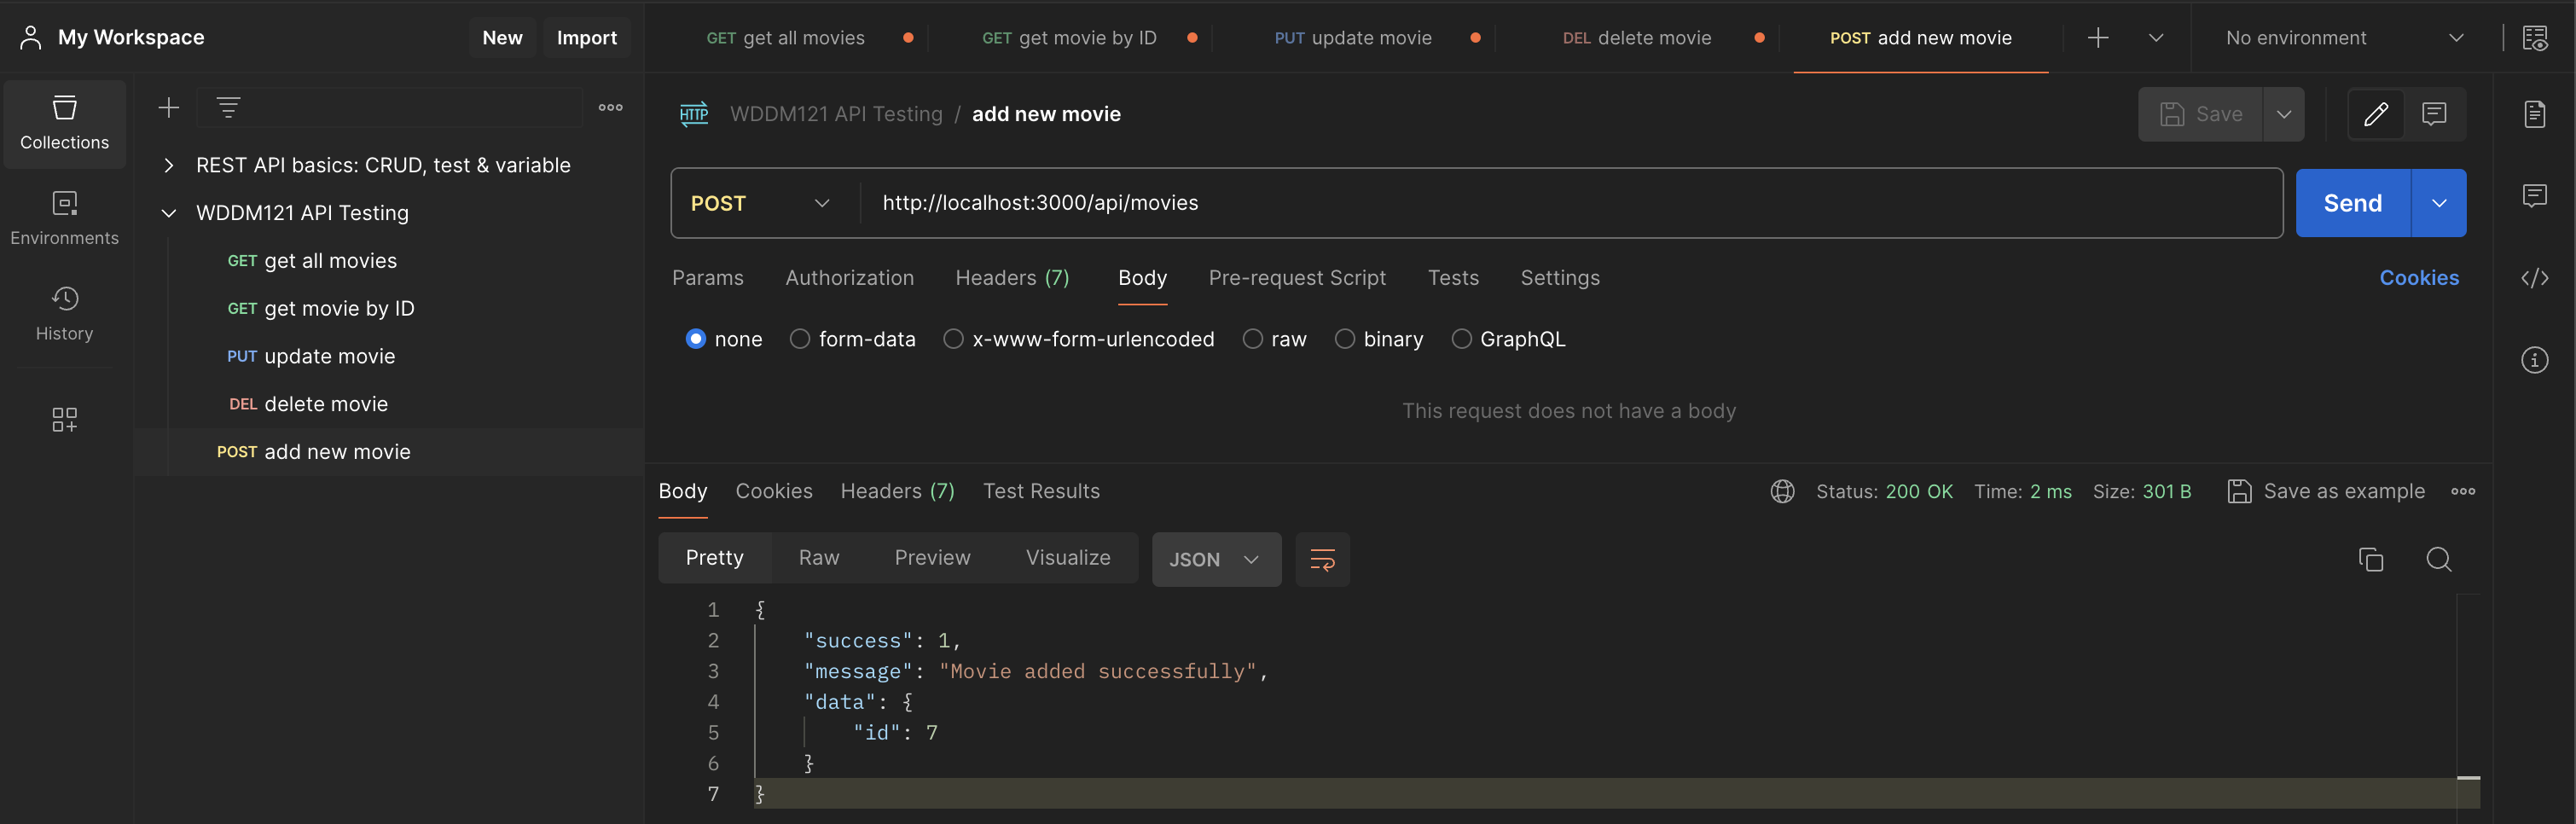 My Workspace New Import GET get all movies GET get movie by ID PUT update movie DEL delete movie POST add new movie No environment
Collections
Environments
History
REST API basics: CRUD, test & variable
WDDM121 API Testing
GET get all movies
GET get movie by ID
PUT update movie
DEL delete movie
POST add new movie
HTTP WDDM121 API Testing / add new movie Save
POST http://localhost:3000/api/movies Send
Params Authorization Headers (7) Body Pre-request Script Tests Settings Cookies
none form-data x-www-form-urlencoded raw binary GraphQL
This request does not have a body
Body Cookies Headers (7) Test Results Status: 200 OK Time: 2 ms Size: 301 B Save as example
Pretty Raw Preview Visualize JSON
1 {
2 "success": 1,
3 "message": "Movie added successfully",
4 "data": {
5 "id": 7
6 }
7 }